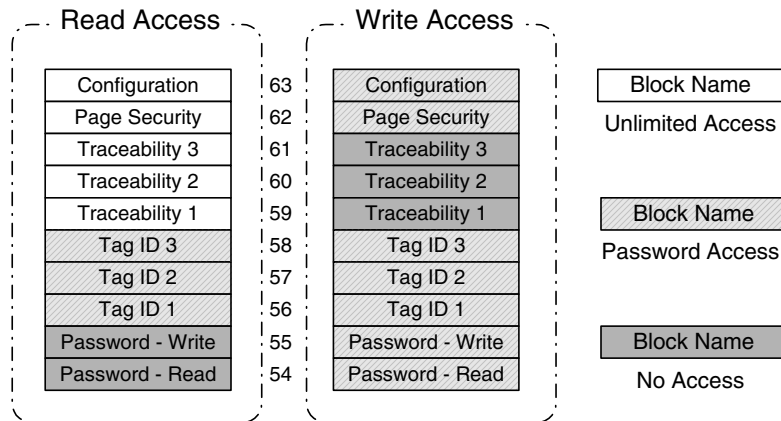 Read Access
Write Access
Configuration 63 Configuration
Page Security 62 Page Security
Traceability 3 61 Traceability 3
Traceability 2 60 Traceability 2
Traceability 1 59 Traceability 1
Tag ID 3 58 Tag ID 3
Tag ID 2 57 Tag ID 2
Tag ID 1 56 Tag ID 1
Password - Write 55 Password - Write
Password - Read 54 Password - Read
Block Name
Unlimited Access
Block Name
Password Access
Block Name
No Access